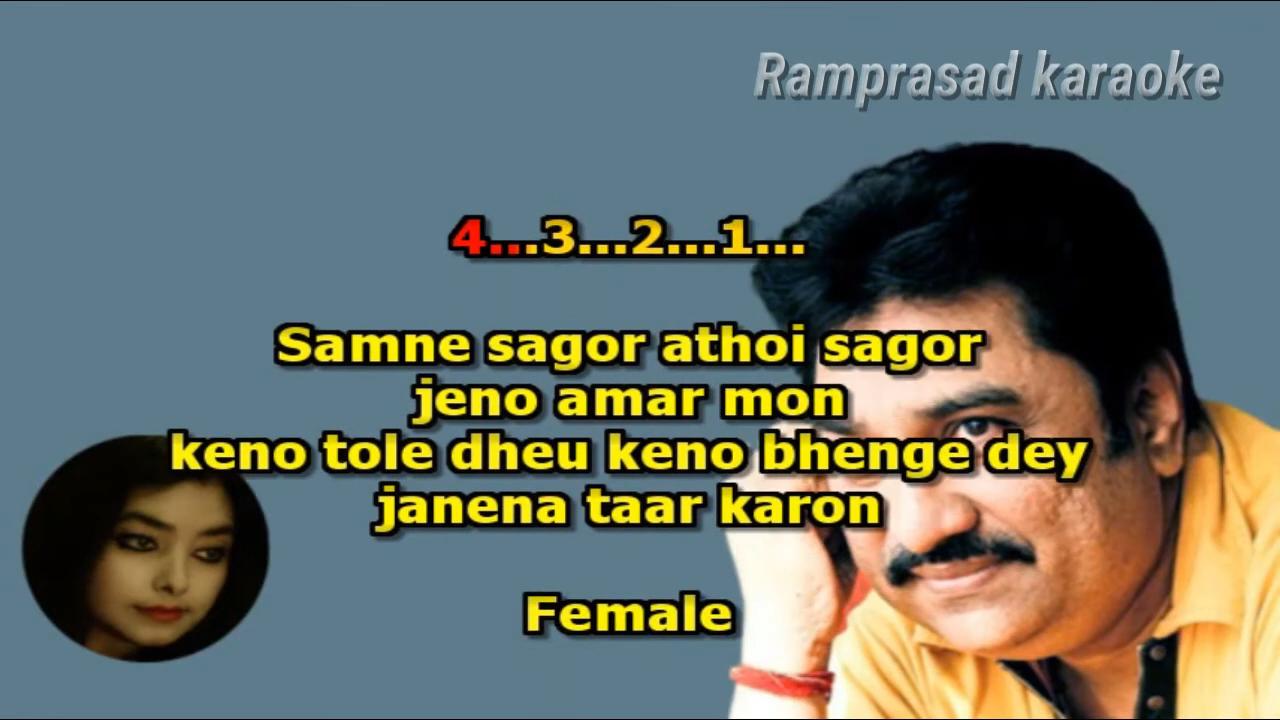 Ramprasad karaoke
4...3...2...1...
Samne sagor athoi sagor
jeno amar mon
keno tole dheu keno bhenge dey
janena taar karon
Female